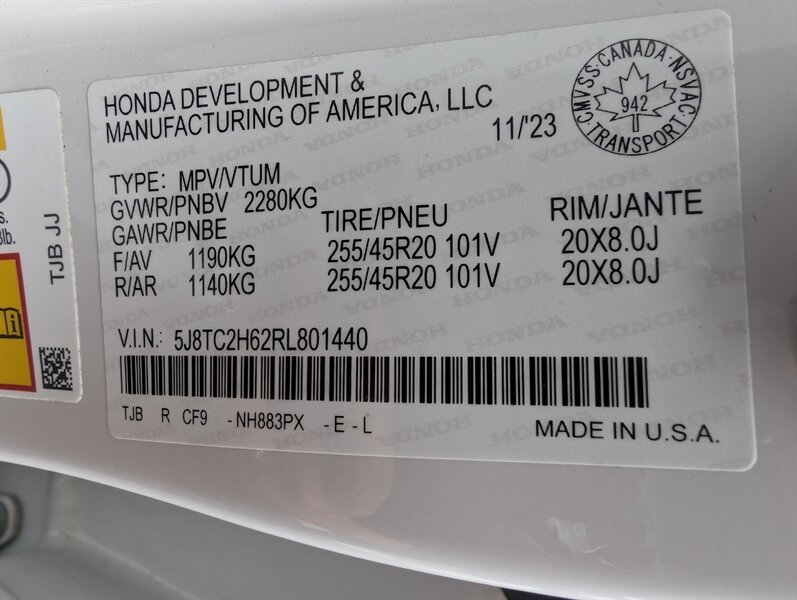 HONDA DEVELOPMENT &
MANUFACTURING OF AMERICA, LLC
11/'23
CMVSS · CANADA · NSVAC · TRANSPORT ·
942
TYPE: MPV/VTUM
GVWR/PNBV 2280KG
GAWR/PNBE TIRE/PNEU RIM/JANTE
F/AV 1190KG 255/45R20 101V 20X8.0J
R/AR 1140KG 255/45R20 101V 20X8.0J
V.I.N.: 5J8TC2H62RL801440
TJB R CF9 -NH883PX -E-L
MADE IN U.S.A.
TJB JJ
s.
lb.